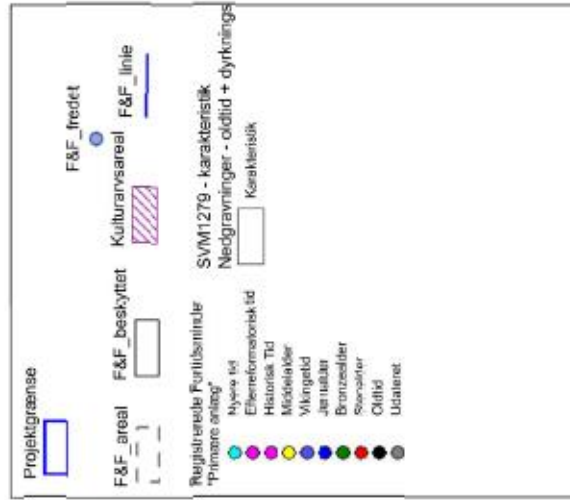 Projektgrænse
F&F_fredet
F&F_areal
F&F_beskyttet
Kulturarvsareal
F&F_linie
Registrerede Fortidsminder
"Primære anlæg"
Nyere tid
Efterreformatorisk tid
Historisk Tid
Middelalder
Vikingetid
Jernalder
Bronzealder
Stenalder
Oldtid
Udateret
SVM1279 - karakteristik
Nedgravninger - oldtid + dyrknings
Karakteristik